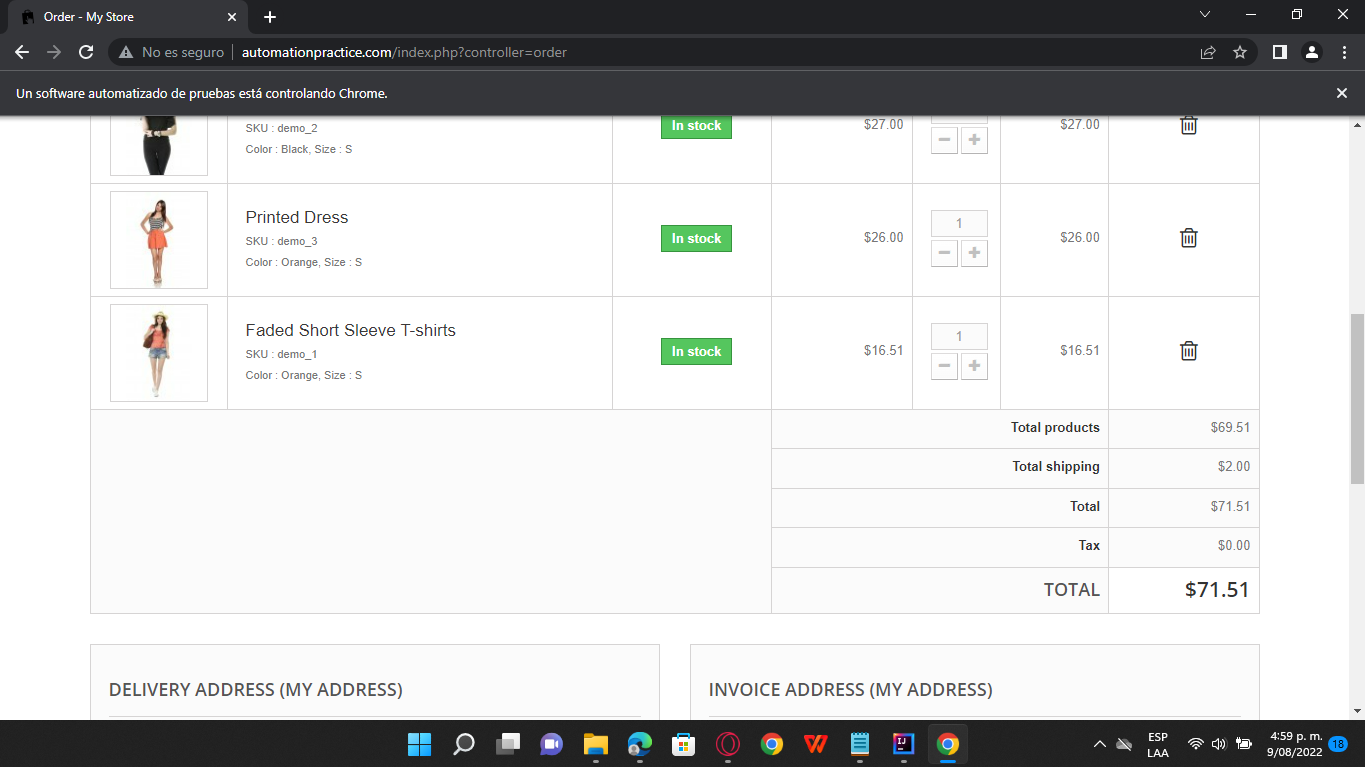 Order - My Store
No es seguro
automationpractice.com/index.php?controller=order
Un software automatizado de pruebas está controlando Chrome.
SKU : demo_2
Color : Black, Size : S
In stock
$27.00
$27.00
Printed Dress
SKU : demo_3
Color : Orange, Size : S
In stock
$26.00
1
$26.00
Faded Short Sleeve T-shirts
SKU : demo_1
Color : Orange, Size : S
In stock
$16.51
1
$16.51
Total products $69.51
Total shipping $2.00
Total $71.51
Tax $0.00
TOTAL $71.51
DELIVERY ADDRESS (MY ADDRESS)
INVOICE ADDRESS (MY ADDRESS)
ESP
LAA
4:59 p. m.
9/08/2022
18